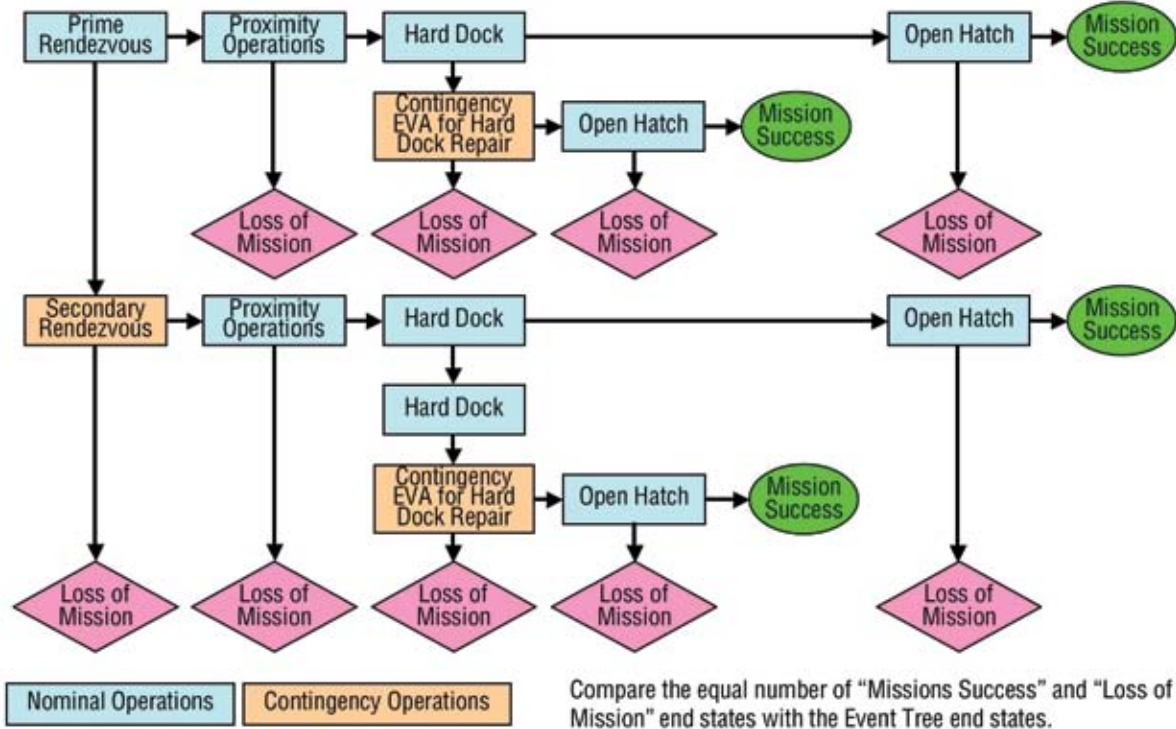 Prime
Rendezvous
Proximity
Operations
Hard Dock
Open Hatch
Mission
Success
Contingency
EVA for Hard
Dock Repair
Open Hatch
Mission
Success
Loss of
Mission
Loss of
Mission
Loss of
Mission
Loss of
Mission
Secondary
Rendezvous
Proximity
Operations
Hard Dock
Open Hatch
Mission
Success
Hard Dock
Contingency
EVA for Hard
Dock Repair
Open Hatch
Mission
Success
Loss of
Mission
Loss of
Mission
Loss of
Mission
Loss of
Mission
Loss of
Mission
Nominal Operations
Contingency Operations
Compare the equal number of “Missions Success” and “Loss of
Mission” end states with the Event Tree end states.